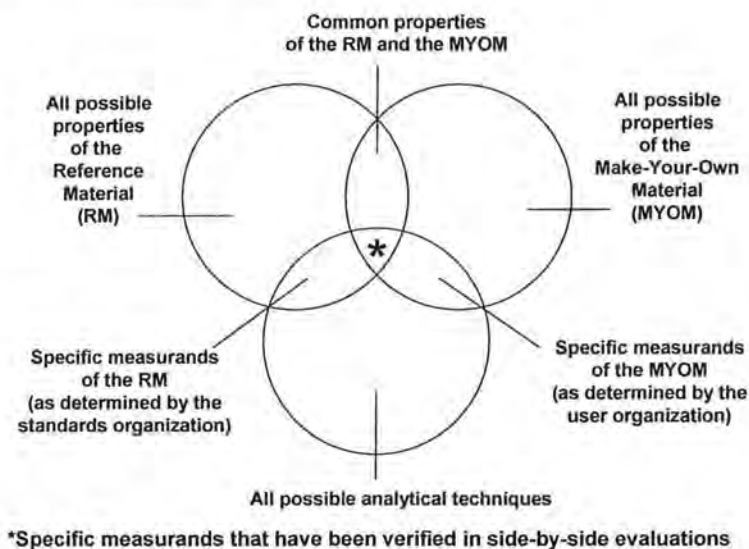 Common properties
of the RM and the MYOM
All possible
properties
of the
Reference
Material
(RM)
All possible
properties
of the
Make-Your-Own
Material
(MYOM)
*
Specific measurands
of the RM
(as determined by the
standards organization)
Specific measurands
of the MYOM
(as determined by the
user organization)
All possible analytical techniques
*Specific measurands that have been verified in side-by-side evaluations